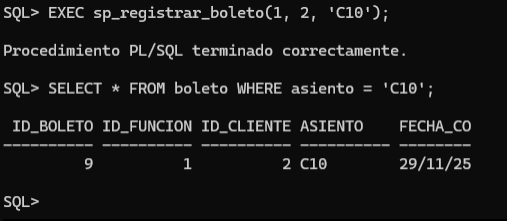 SQL> EXEC sp_registrar_boleto(1, 2, 'C10');
Procedimiento PL/SQL terminado correctamente.
SQL> SELECT * FROM boleto WHERE asiento = 'C10';
ID_BOLETO ID_FUNCION ID_CLIENTE ASIENTO    FECHA_CO
---------- ---------- ---------- ---------- --------
9          1          2 C10        29/11/25
SQL>